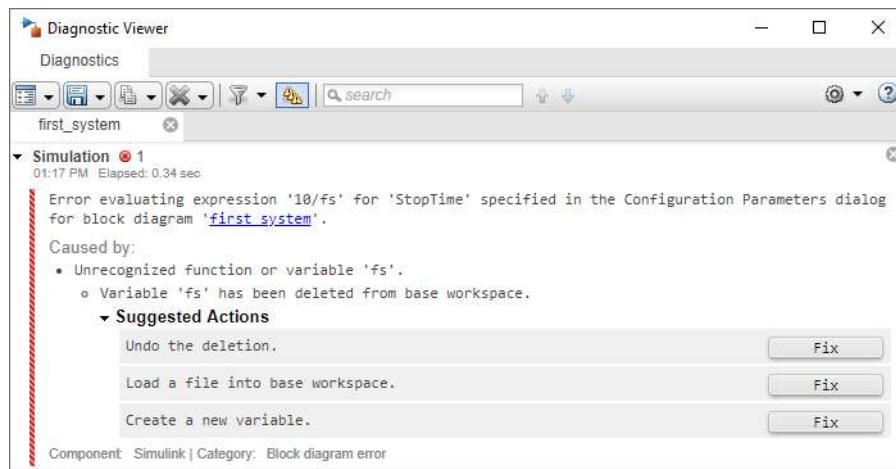 Diagnostic Viewer
Diagnostics
search
first_system
Simulation 1
01:17 PM Elapsed: 0.34 sec
Error evaluating expression '10/fs' for 'StopTime' specified in the Configuration Parameters dialog
for block diagram 'first_system'.
Caused by:
• Unrecognized function or variable 'fs'.
o Variable 'fs' has been deleted from base workspace.
Suggested Actions
Undo the deletion. Fix
Load a file into base workspace. Fix
Create a new variable. Fix
Component: Simulink | Category: Block diagram error